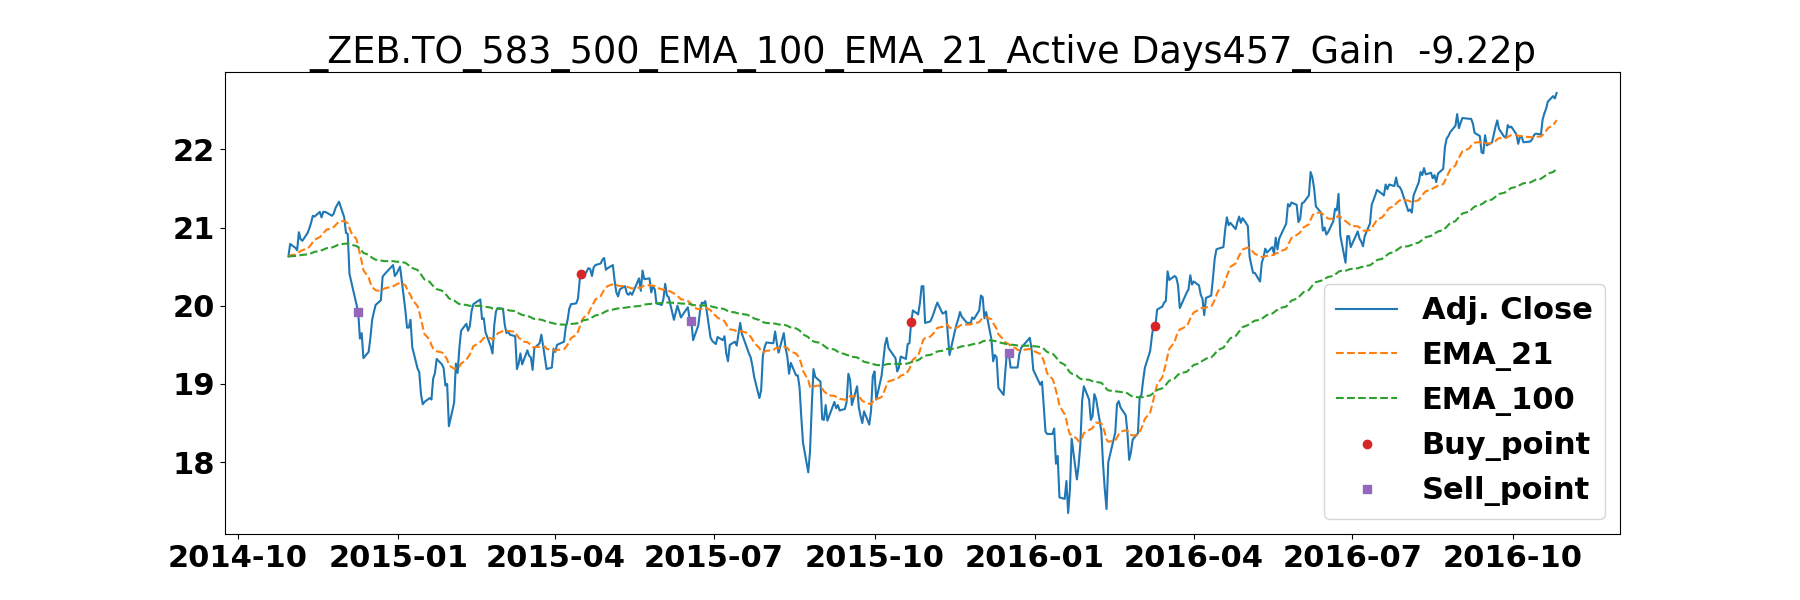 _ZEB.TO_583_500_EMA_100_EMA_21_Active Days457_Gain  -9.22p
22
21
20
19
18
Adj. Close
EMA_21
EMA_100
Buy_point
Sell_point
2014-10 2015-01 2015-04 2015-07 2015-10 2016-01 2016-04 2016-07 2016-10